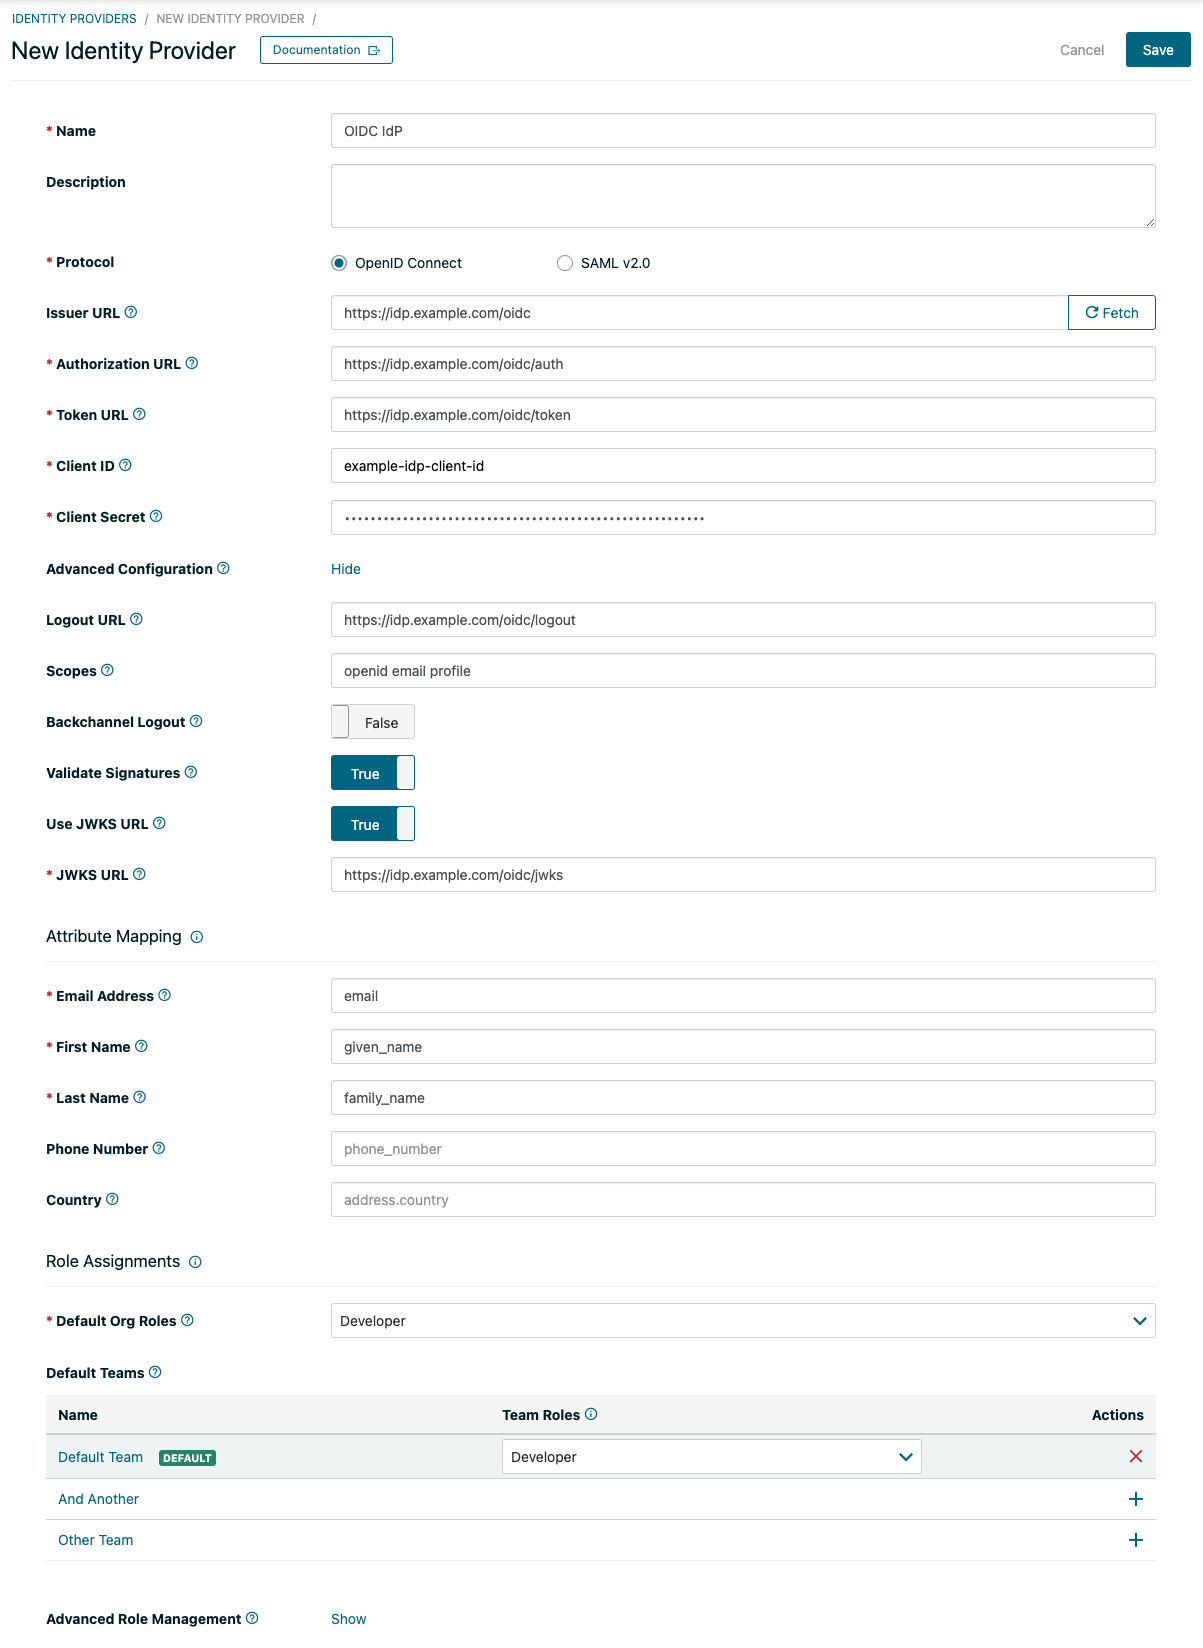 IDENTITY PROVIDERS / NEW IDENTITY PROVIDER /
New Identity Provider Documentation Cancel Save
* Name OIDC IdP
Description
* Protocol OpenID Connect SAML v2.0
Issuer URL https://idp.example.com/oidc Fetch
* Authorization URL https://idp.example.com/oidc/auth
* Token URL https://idp.example.com/oidc/token
* Client ID example-idp-client-id
* Client Secret
Advanced Configuration Hide
Logout URL https://idp.example.com/oidc/logout
Scopes openid email profile
Backchannel Logout False
Validate Signatures True
Use JWKS URL True
* JWKS URL https://idp.example.com/oidc/jwks
Attribute Mapping
* Email Address email
* First Name given_name
* Last Name family_name
Phone Number phone_number
Country address.country
Role Assignments
* Default Org Roles Developer
Default Teams
Name Team Roles Actions
Default Team DEFAULT Developer
And Another
Other Team
Advanced Role Management Show